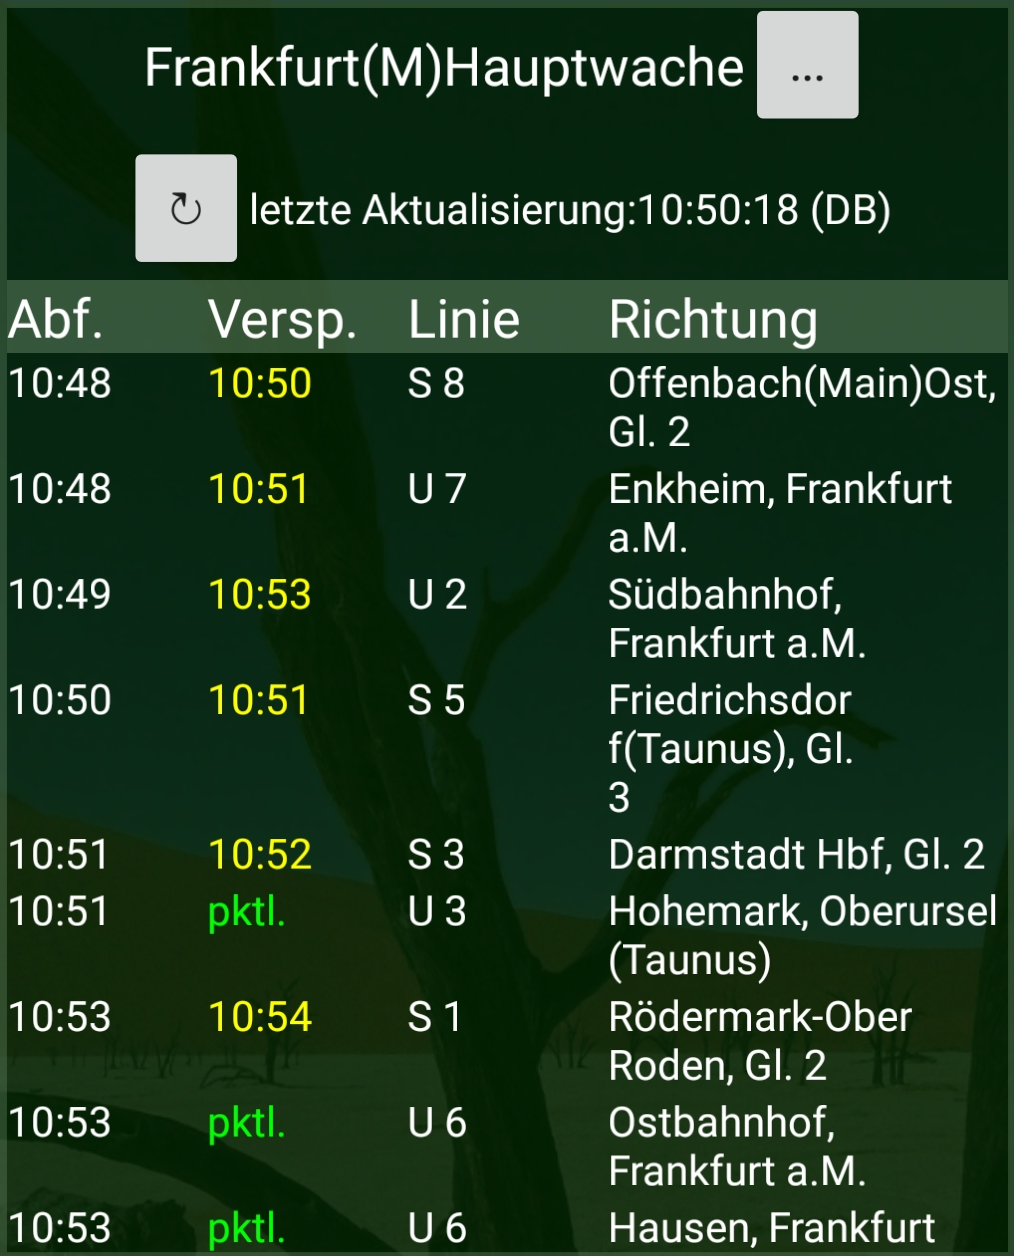 Frankfurt(M)Hauptwache ...
↻ letzte Aktualisierung:10:50:18 (DB)
Abf. Versp. Linie Richtung
10:48 10:50 S 8 Offenbach(Main)Ost,
Gl. 2
10:48 10:51 U 7 Enkheim, Frankfurt
a.M.
10:49 10:53 U 2 Südbahnhof,
Frankfurt a.M.
10:50 10:51 S 5 Friedrichsdor
f(Taunus), Gl.
3
10:51 10:52 S 3 Darmstadt Hbf, Gl. 2
10:51 pktl. U 3 Hohemark, Oberursel
(Taunus)
10:53 10:54 S 1 Rödermark-Ober
Roden, Gl. 2
10:53 pktl. U 6 Ostbahnhof,
Frankfurt a.M.
10:53 pktl. U 6 Hausen, Frankfurt